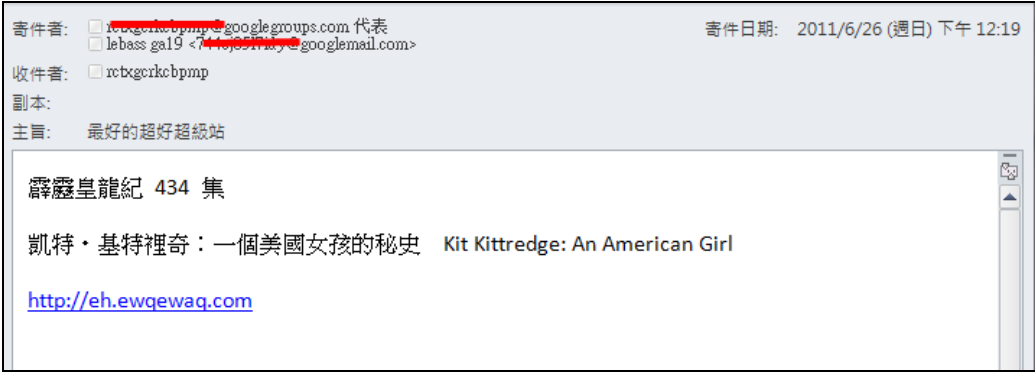 寄件者: @googlegroups.com 代表
寄件日期: 2011/6/26 (週日) 下午 12:19
lebass ga19 < @googlemail.com>
收件者: rctxgcrkcbpmp
副本:
主旨: 最好的超好超級站
霹靂皇龍紀 434 集
凱特‧基特裡奇：一個美國女孩的秘史 Kit Kittredge: An American Girl
http://eh.ewqewaq.com